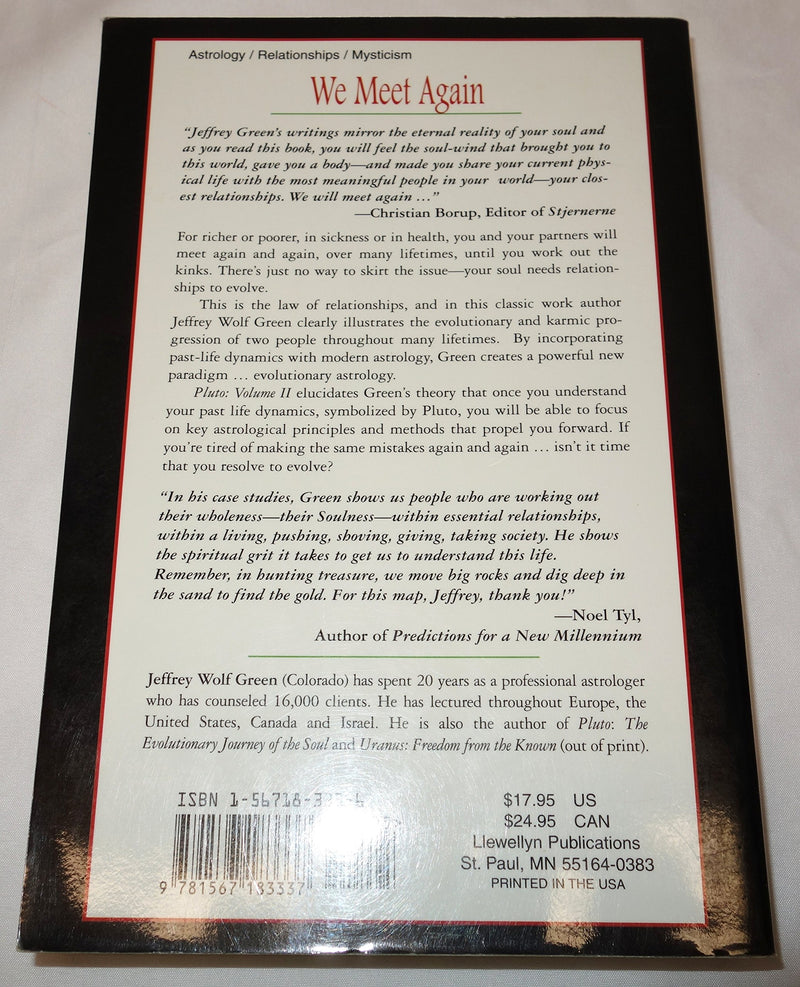 Astrology / Relationships / Mysticism
We Meet Again
“Jeffrey Green's writings mirror the eternal reality of your soul and
as you read this book, you will feel the soul-wind that brought you to
this world, gave you a body—and made you share your current phys-
ical life with the most meaningful people in your world—your clos-
est relationships. We will meet again ...”
—Christian Borup, Editor of Stjernerne
For richer or poorer, in sickness or in health, you and your partners will
meet again and again, over many lifetimes, until you work out the
kinks. There's just no way to skirt the issue—your soul needs relation-
ships to evolve.
This is the law of relationships, and in this classic work author
Jeffrey Wolf Green clearly illustrates the evolutionary and karmic pro-
gression of two people throughout many lifetimes. By incorporating
past-life dynamics with modern astrology, Green creates a powerful new
paradigm ... evolutionary astrology.
Pluto: Volume II elucidates Green's theory that once you understand
your past life dynamics, symbolized by Pluto, you will be able to focus
on key astrological principles and methods that propel you forward. If
you're tired of making the same mistakes again and again ... isn't it time
that you resolve to evolve?
“In his case studies, Green shows us people who are working out
their wholeness—their Soulness—within essential relationships,
within a living, pushing, shoving, giving, taking society. He shows
the spiritual grit it takes to get us to understand this life.
Remember, in hunting treasure, we move big rocks and dig deep in
the sand to find the gold. For this map, Jeffrey, thank you!”
—Noel Tyl,
Author of Predictions for a New Millennium
Jeffrey Wolf Green (Colorado) has spent 20 years as a professional astrologer
who has counseled 16,000 clients. He has lectured throughout Europe, the
United States, Canada and Israel. He is also the author of Pluto: The
Evolutionary Journey of the Soul and Uranus: Freedom from the Known (out of print).
ISBN
9 781567 183337
$17.95 US
$24.95 CAN
Llewellyn Publications
St. Paul, MN 55164-0383
PRINTED IN THE USA